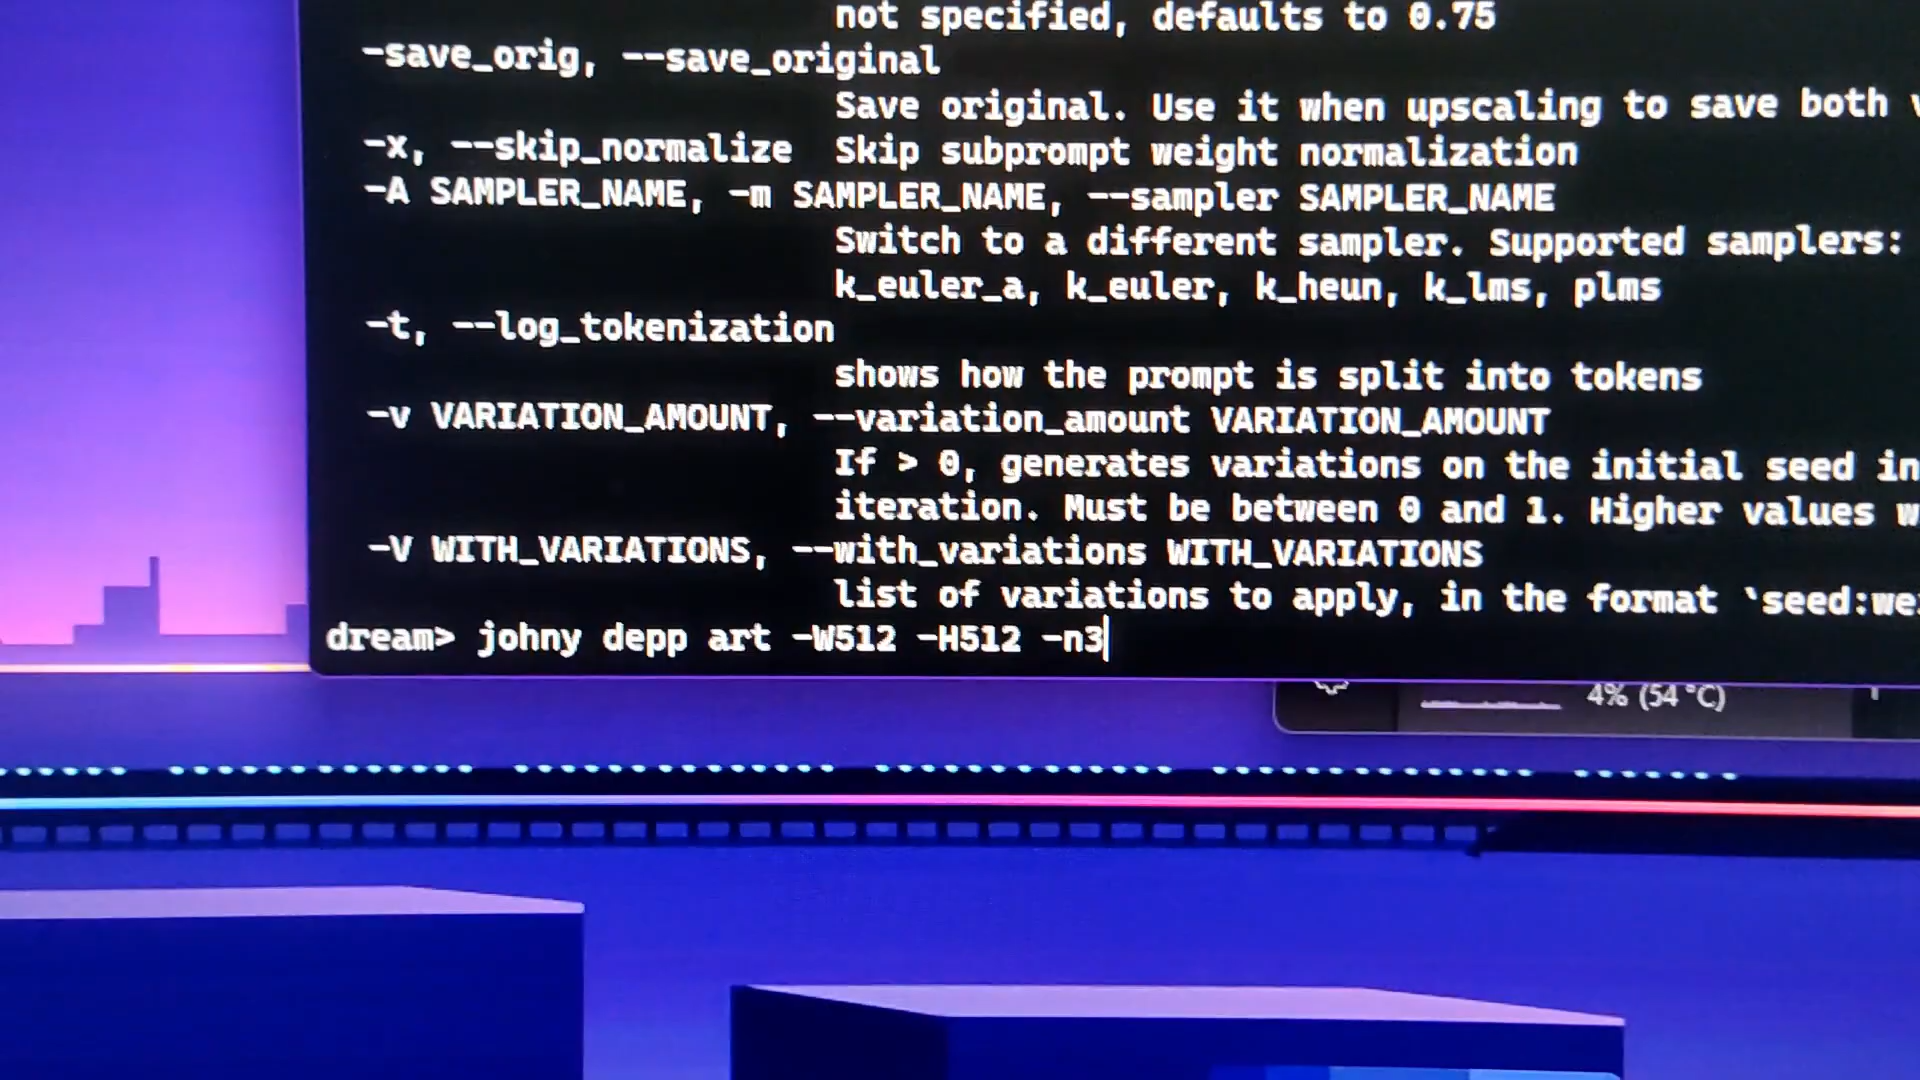 not specified, defaults to 0.75
-save_orig, --save_original
Save original. Use it when upscaling to save both
-x, --skip_normalize Skip subprompt weight normalization
-A SAMPLER_NAME, -m SAMPLER_NAME, --sampler SAMPLER_NAME
Switch to a different sampler. Supported samplers:
k_euler_a, k_euler, k_heun, k_lms, plms
-t, --log_tokenization
shows how the prompt is split into tokens
-v VARIATION_AMOUNT, --variation_amount VARIATION_AMOUNT
If > 0, generates variations on the initial seed in
iteration. Must be between 0 and 1. Higher values
-V WITH_VARIATIONS, --with_variations WITH_VARIATIONS
list of variations to apply, in the format `seed:we
dream> johny depp art -W512 -H512 -n3
4% (54 °C)